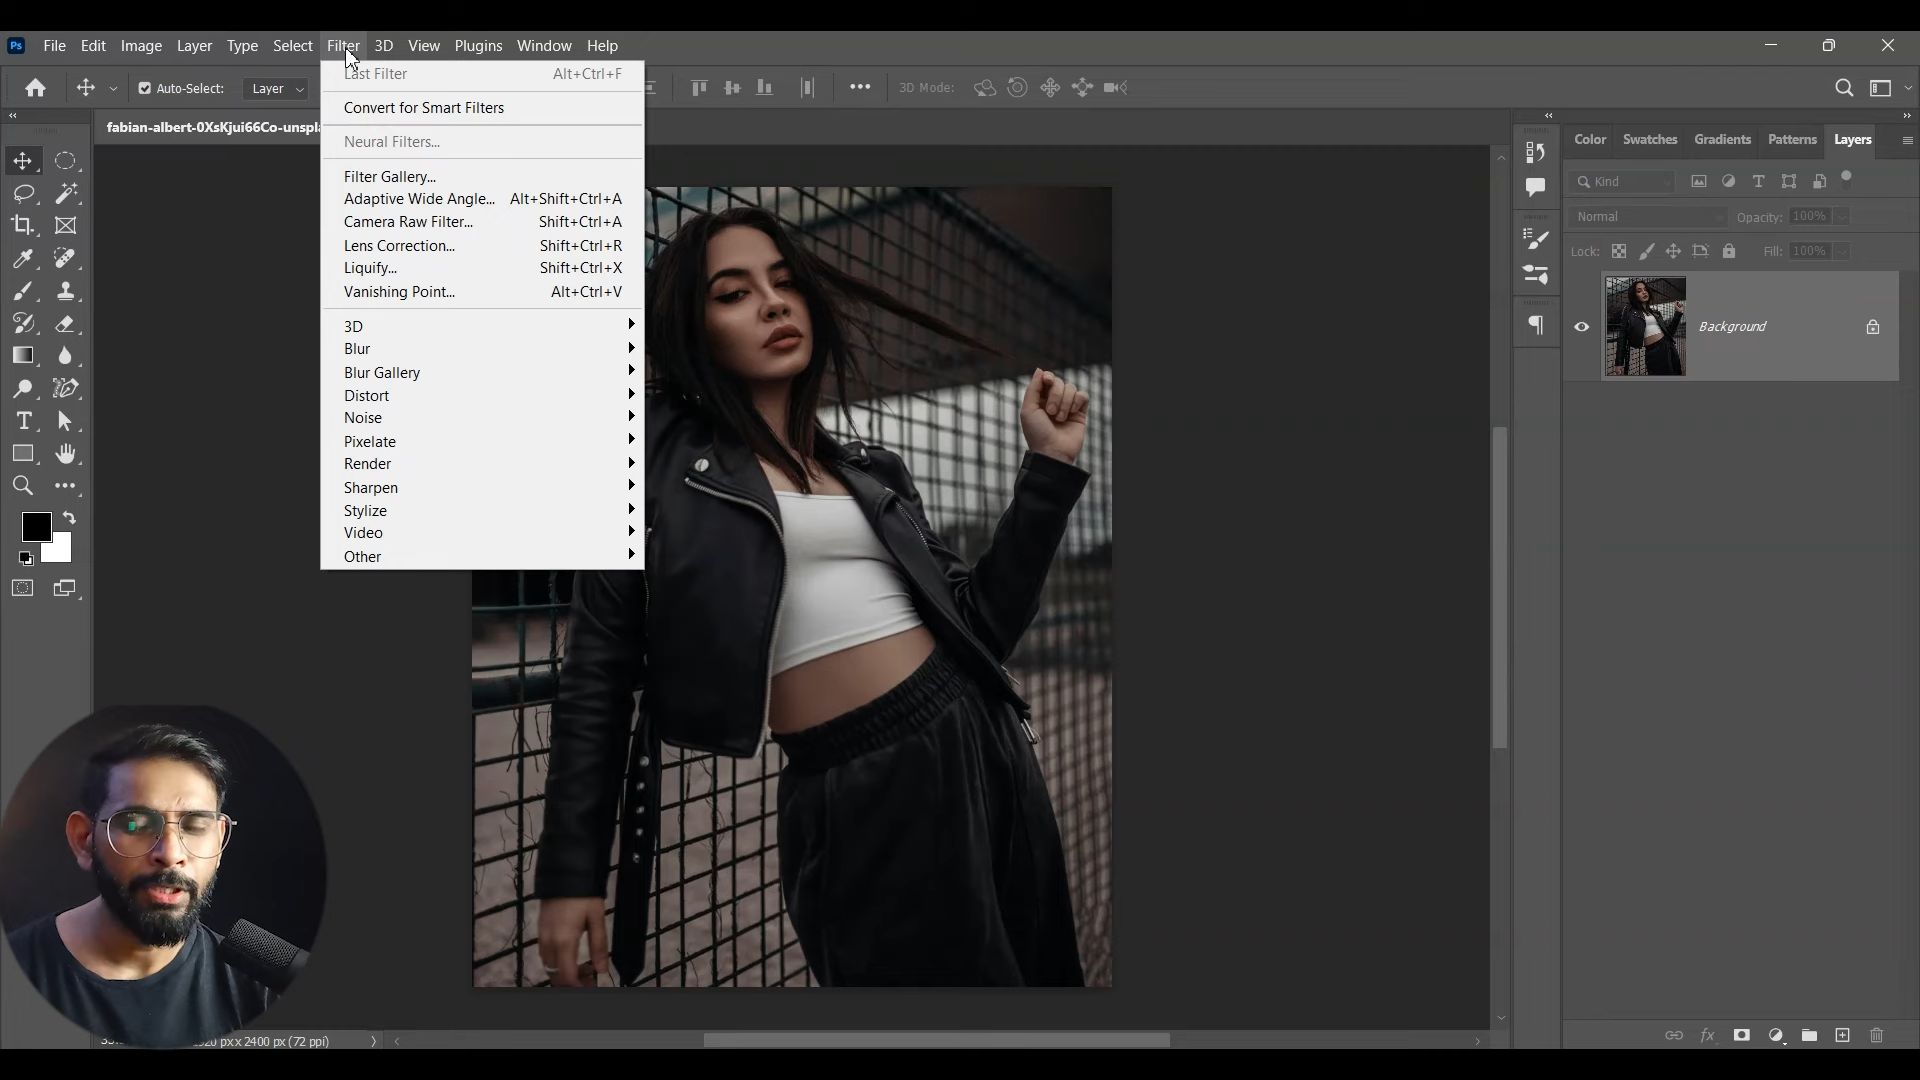 Ps File Edit Image Layer Type Select Filter 3D View Plugins Window Help
Auto-Select: Layer
3D Mode:
fabian-albert-0XsKjui66Co-unspla
Last Filter Alt+Ctrl+F
Convert for Smart Filters
Neural Filters...
Filter Gallery...
Adaptive Wide Angle... Alt+Shift+Ctrl+A
Camera Raw Filter... Shift+Ctrl+A
Lens Correction... Shift+Ctrl+R
Liquify... Shift+Ctrl+X
Vanishing Point... Alt+Ctrl+V
3D
Blur
Blur Gallery
Distort
Noise
Pixelate
Render
Sharpen
Stylize
Video
Other
Color Swatches Gradients Patterns Layers
Kind
Normal Opacity: 100%
Lock: Fill: 100%
Background
px x 2400 px (72 ppi)